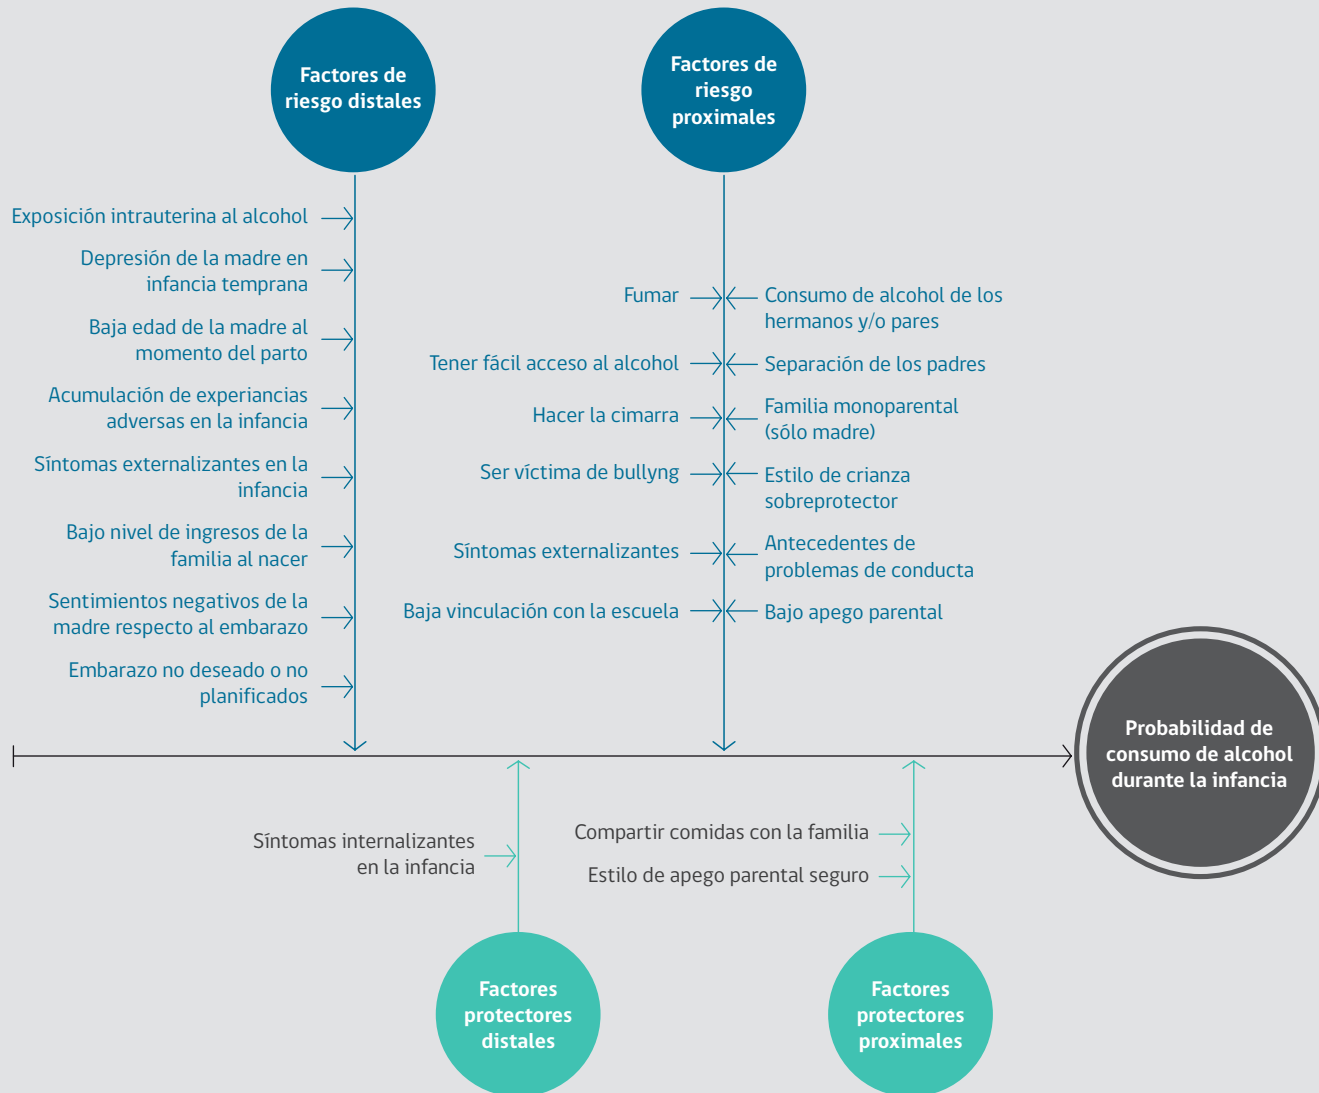 Factores de
riesgo distales
Factores de
riesgo
proximales
Exposición intrauterina al alcohol
Depresión de la madre en
infancia temprana
Baja edad de la madre al
momento del parto
Acumulación de experiancias
adversas en la infancia
Síntomas externalizantes en la
infancia
Bajo nivel de ingresos de la
familia al nacer
Sentimientos negativos de la
madre respecto al embarazo
Embarazo no deseado o no
planificados
Fumar
Tener fácil acceso al alcohol
Hacer la cimarra
Ser víctima de bullyng
Síntomas externalizantes
Baja vinculación con la escuela
Consumo de alcohol de los
hermanos y/o pares
Separación de los padres
Familia monoparental
(sólo madre)
Estilo de crianza
sobreprotector
Antecedentes de
problemas de conducta
Bajo apego parental
Probabilidad de
consumo de alcohol
durante la infancia
Síntomas internalizantes
en la infancia
Compartir comidas con la familia
Estilo de apego parental seguro
Factores
protectores
distales
Factores
protectores
proximales